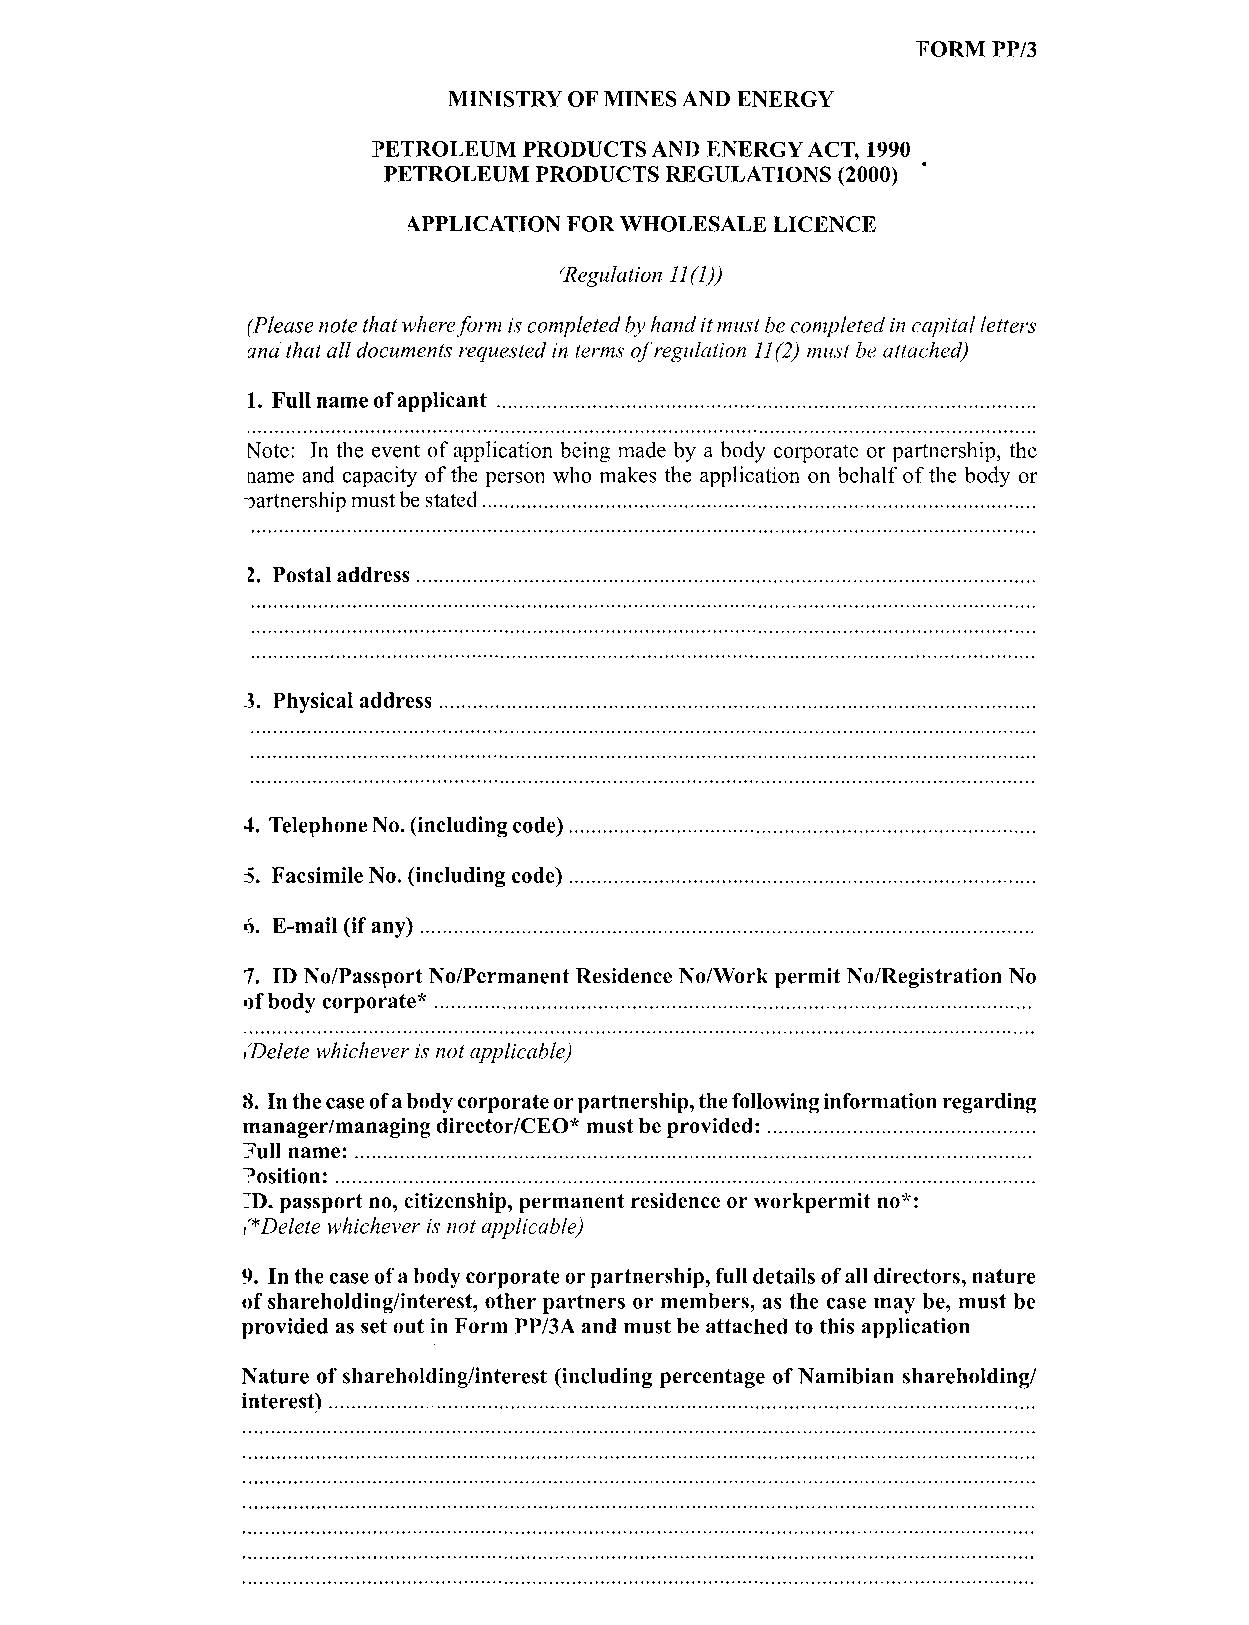 FORM PP/3
MINISTRY OF MINES AND ENERGY
PETROLEUM PRODUCTS AND ENERGY ACT, 1990
PETROLEUM PRODUCTS REGULATIONS (2000)
APPLICATION FOR WHOLESALE LICENCE
(Regulation 11(1))
(Please note that where form is completed by hand it must be completed in capital letters
and that all documents requested in terms of regulation 11(2) must be attached)
1. Full name of applicant ................................................................
................................................................
Note: In the event of application being made by a body corporate or partnership, the
name and capacity of the person who makes the application on behalf of the body or
partnership must be stated ................................................................
................................................................
2. Postal address ................................................................
................................................................
................................................................
................................................................
3. Physical address ................................................................
................................................................
................................................................
................................................................
4. Telephone No. (including code) ................................................................
5. Facsimile No. (including code) ................................................................
6. E-mail (if any) ................................................................
7. ID No/Passport No/Permanent Residence No/Work permit No/Registration No
of body corporate* ................................................................
................................................................
(Delete whichever is not applicable)
8. In the case of a body corporate or partnership, the following information regarding
manager/managing director/CEO* must be provided: ................................................
Full name: ................................................................
Position: ................................................................
ID. passport no, citizenship, permanent residence or workpermit no*:
(*Delete whichever is not applicable)
9. In the case of a body corporate or partnership, full details of all directors, nature
of shareholding/interest, other partners or members, as the case may be, must be
provided as set out in Form PP/3A and must be attached to this application
Nature of shareholding/interest (including percentage of Namibian shareholding/
interest) ................................................................
................................................................
................................................................
................................................................
................................................................
................................................................
................................................................
................................................................